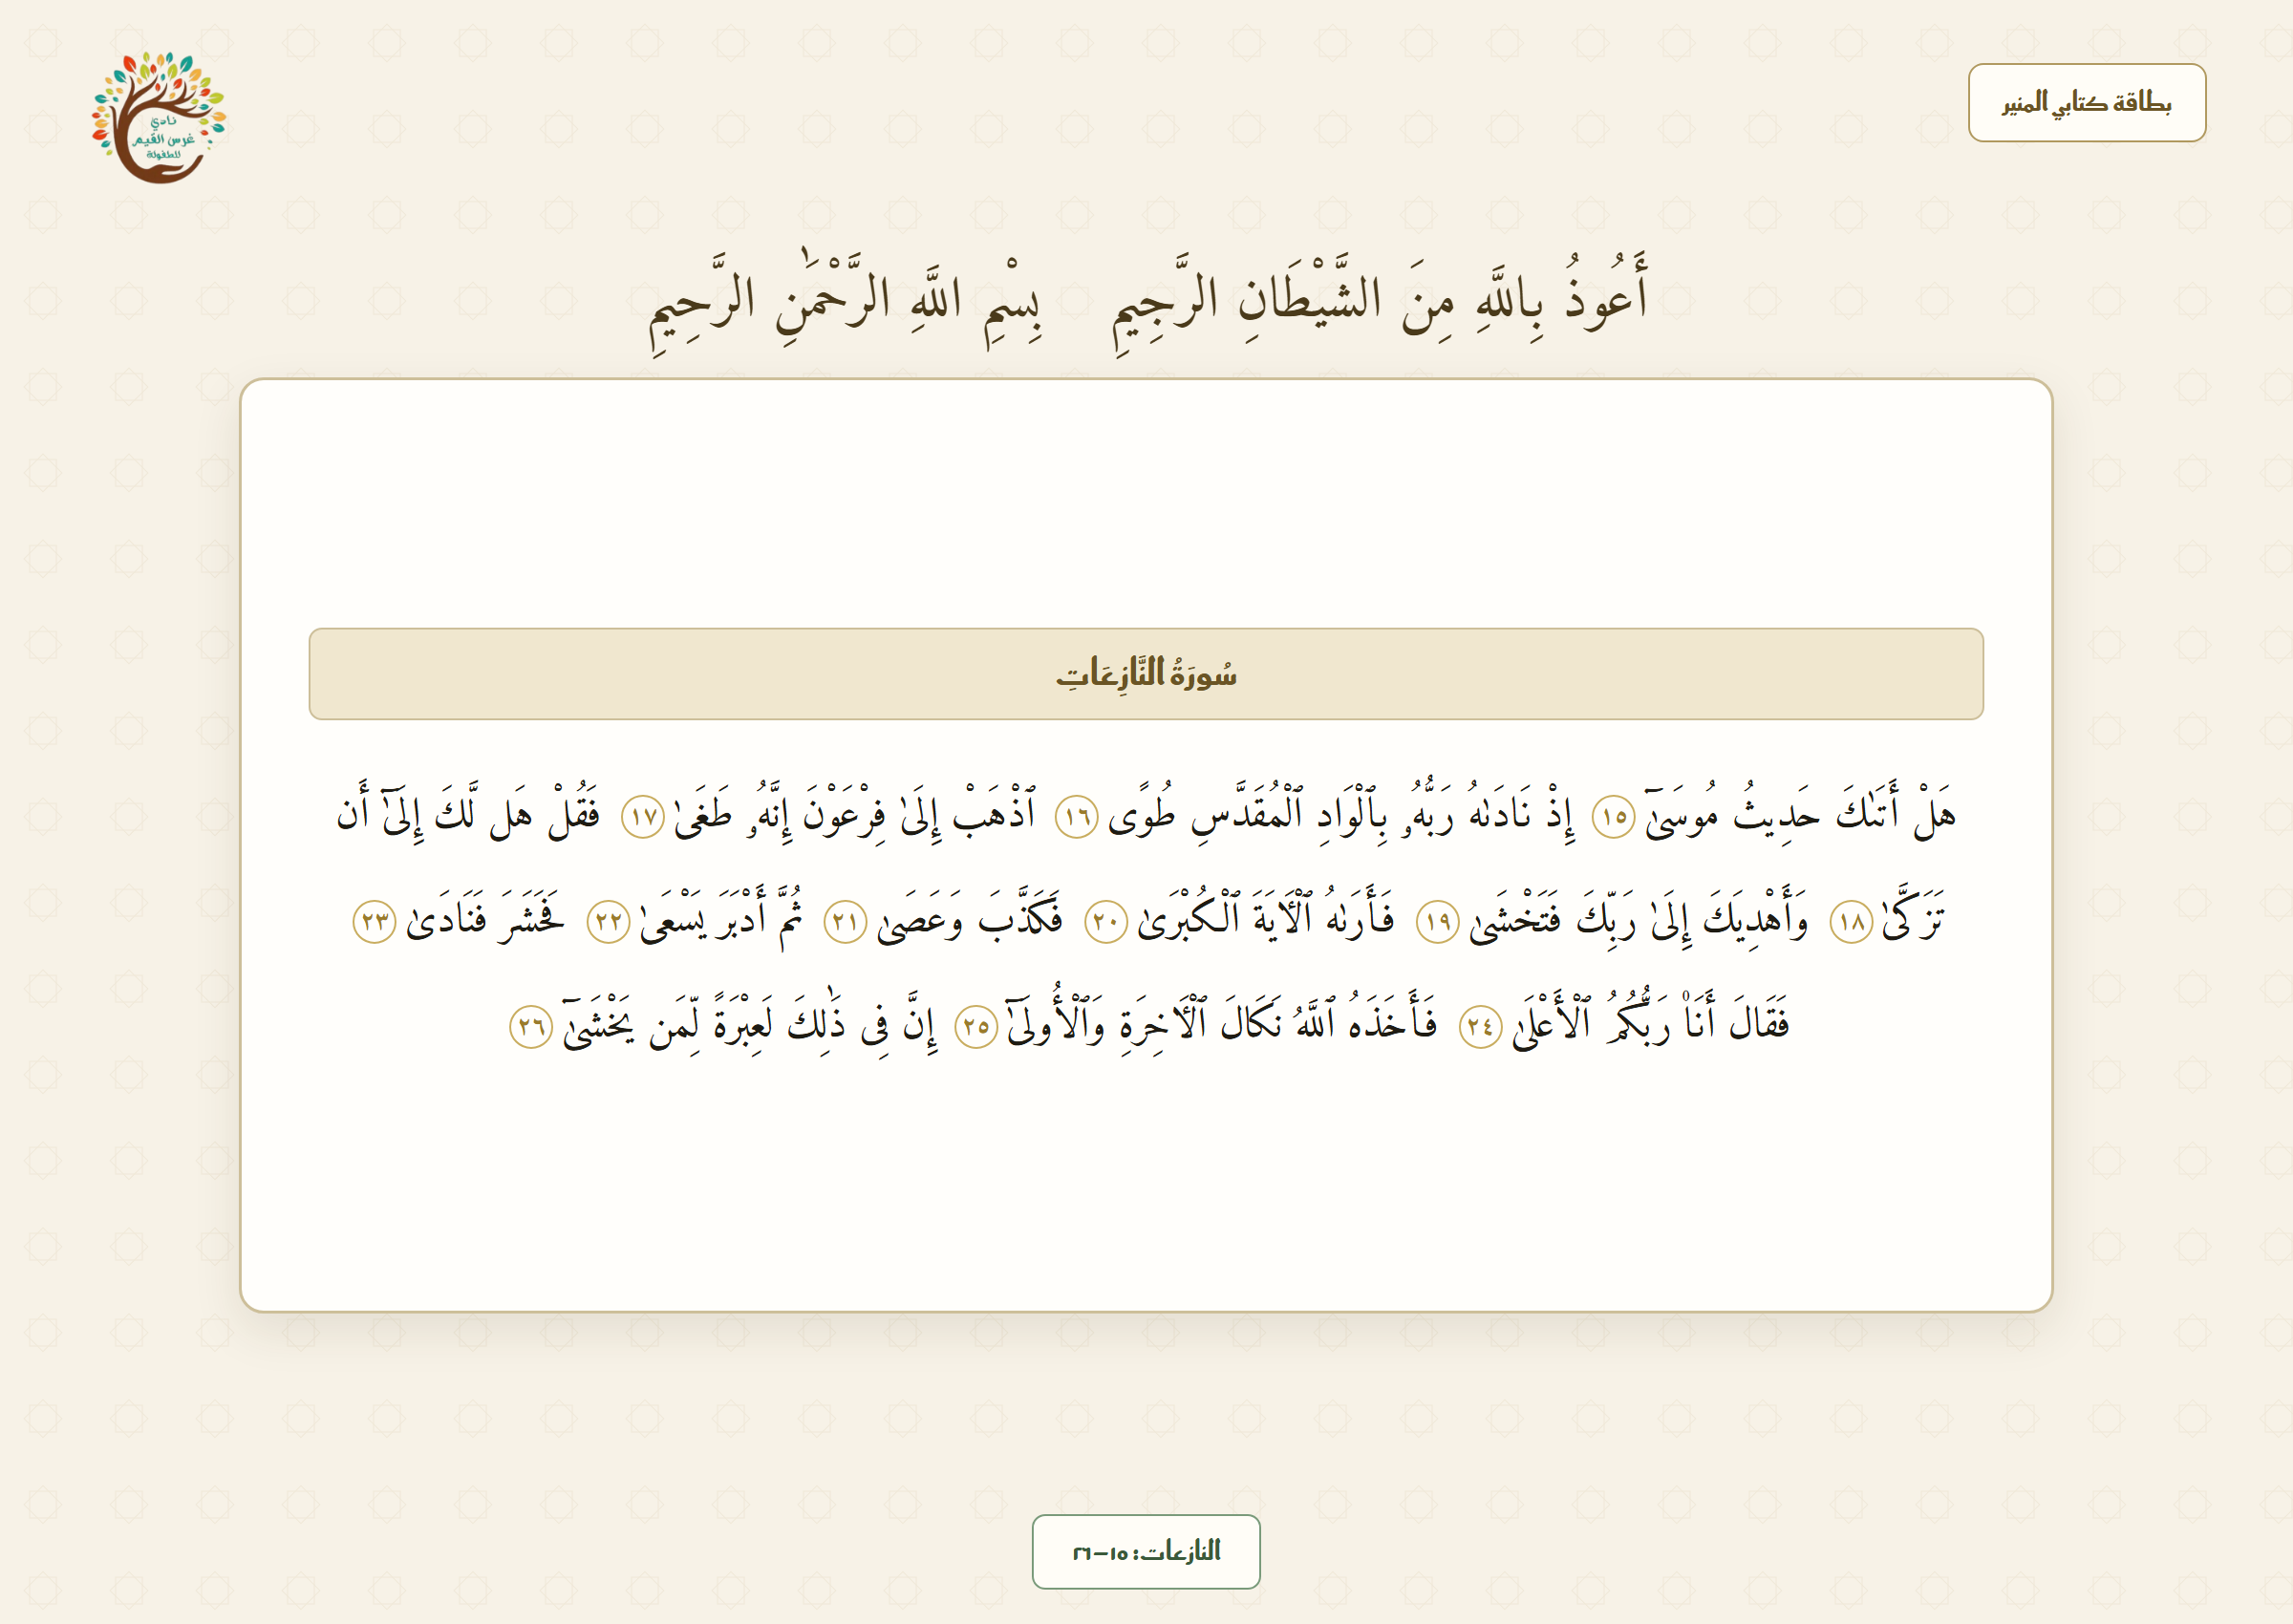 بطاقة كتابي المنير
نادي
غرس القيم
للطفولة
أَعُوذُ بِاللَّهِ مِنَ الشَّيْطَانِ الرَّجِيمِ بِسْمِ اللَّهِ الرَّحْمَٰنِ الرَّحِيمِ
سُورَةُ النَّازِعَاتِ
هَلْ أَتَىٰكَ حَدِيثُ مُوسَىٰٓ ١٥ إِذْ نَادَىٰهُ رَبُّهُۥ بِٱلْوَادِ ٱلْمُقَدَّسِ طُوًى ١٦ ٱذْهَبْ إِلَىٰ فِرْعَوْنَ إِنَّهُۥ طَغَىٰ ١٧ فَقُلْ هَل لَّكَ إِلَىٰٓ أَن
تَزَكَّىٰ ١٨ وَأَهْدِيَكَ إِلَىٰ رَبِّكَ فَتَخْشَىٰ ١٩ فَأَرَىٰهُ ٱلْـَٔايَةَ ٱلْكُبْرَىٰ ٢٠ فَكَذَّبَ وَعَصَىٰ ٢١ ثُمَّ أَدْبَرَ يَسْعَىٰ ٢٢ فَحَشَرَ فَنَادَىٰ ٢٣
فَقَالَ أَنَا۠ رَبُّكُمُ ٱلْأَعْلَىٰ ٢٤ فَأَخَذَهُ ٱللَّهُ نَكَالَ ٱلْـَٔاخِرَةِ وَٱلْأُولَىٰٓ ٢٥ إِنَّ فِى ذَٰلِكَ لَعِبْرَةً لِّمَن يَخْشَىٰٓ ٢٦
النازعات: ١٥–٢٦